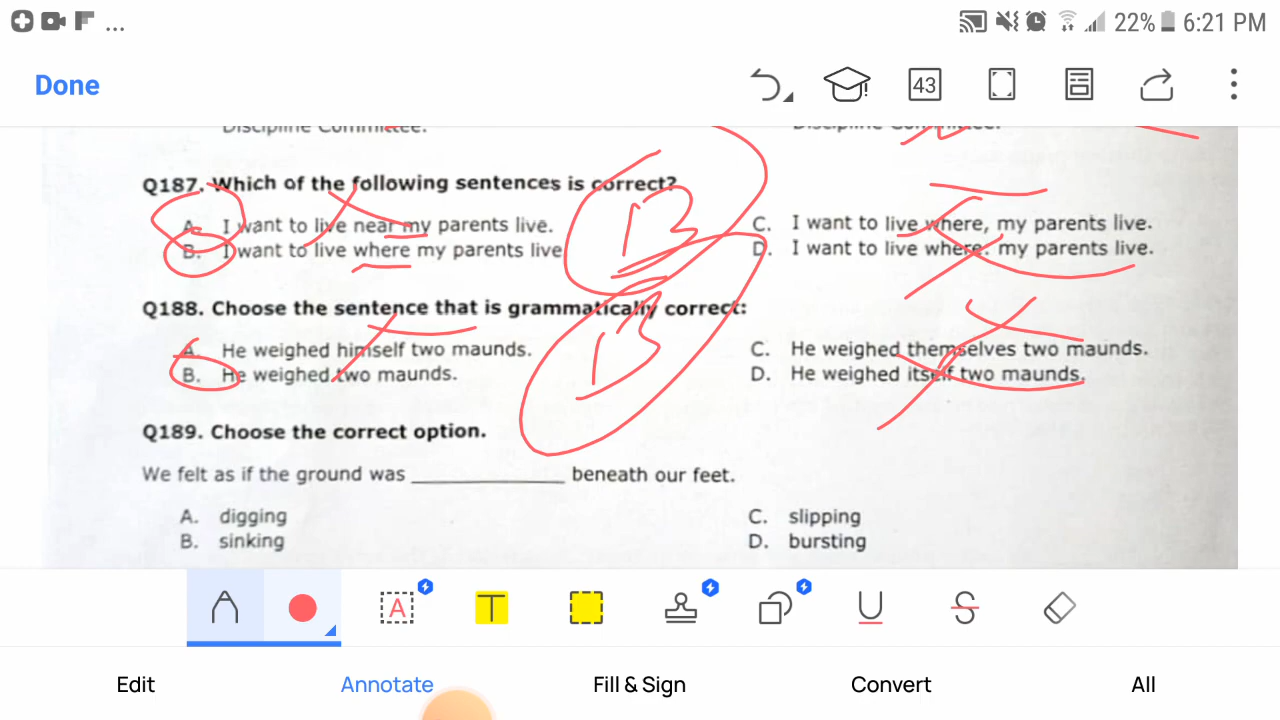 ... 22% 6:21 PM
Done 43
Discipline Committee. Discipline Committee.
Q187. Which of the following sentences is correct?
A. I want to live near my parents live. C. I want to live where, my parents live.
B. I want to live where my parents live D. I want to live where. my parents live.
B
Q188. Choose the sentence that is grammatically correct:
A. He weighed himself two maunds. C. He weighed themselves two maunds.
B. He weighed two maunds. D. He weighed itself two maunds.
B
Q189. Choose the correct option.
We felt as if the ground was ______________ beneath our feet.
A. digging C. slipping
B. sinking D. bursting
A T U S
Edit Annotate Fill & Sign Convert All